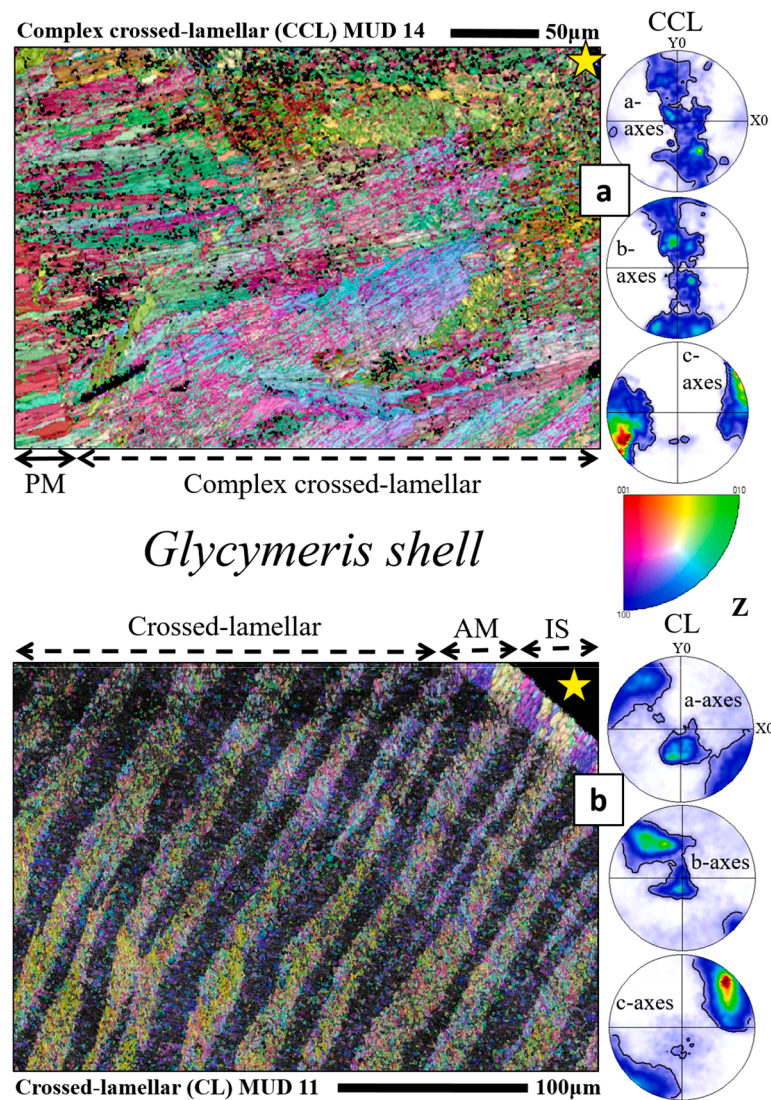 Complex crossed-lamellar (CCL) MUD 14 50µm
CCL
Y0
a-
axes
X0
a
b-
axes
c-
axes
PM Complex crossed-lamellar
001 010
100
Z
Glycymeris shell
Crossed-lamellar AM IS
CL
Y0
a-axes
X0
b
b-axes
c-axes
Crossed-lamellar (CL) MUD 11 100µm